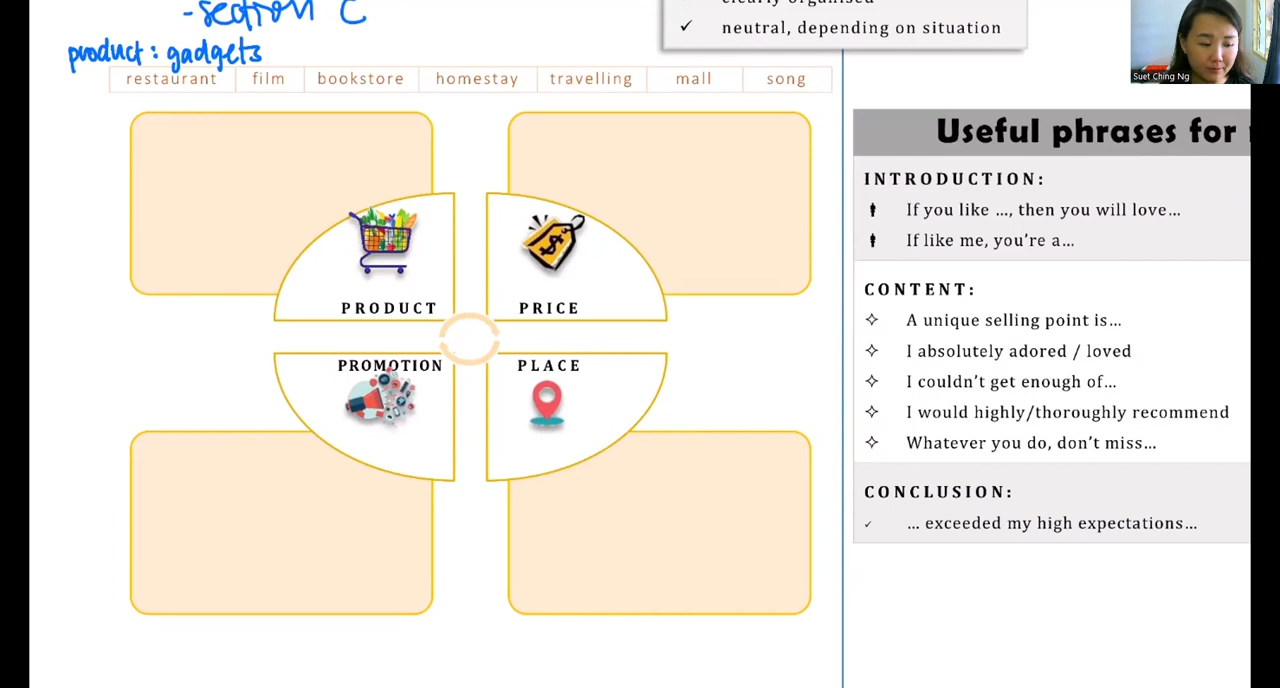 -section C
product: gadgets
clearly organised
✓ neutral, depending on situation
Suet Ching Ng
restaurant film bookstore homestay travelling mall song
PRODUCT
PRICE
PROMOTION
PLACE
Useful phrases for
INTRODUCTION:
If you like ..., then you will love...
If like me, you're a...
CONTENT:
A unique selling point is...
I absolutely adored / loved
I couldn't get enough of...
I would highly/thoroughly recommend
Whatever you do, don't miss...
CONCLUSION:
✓ ... exceeded my high expectations...